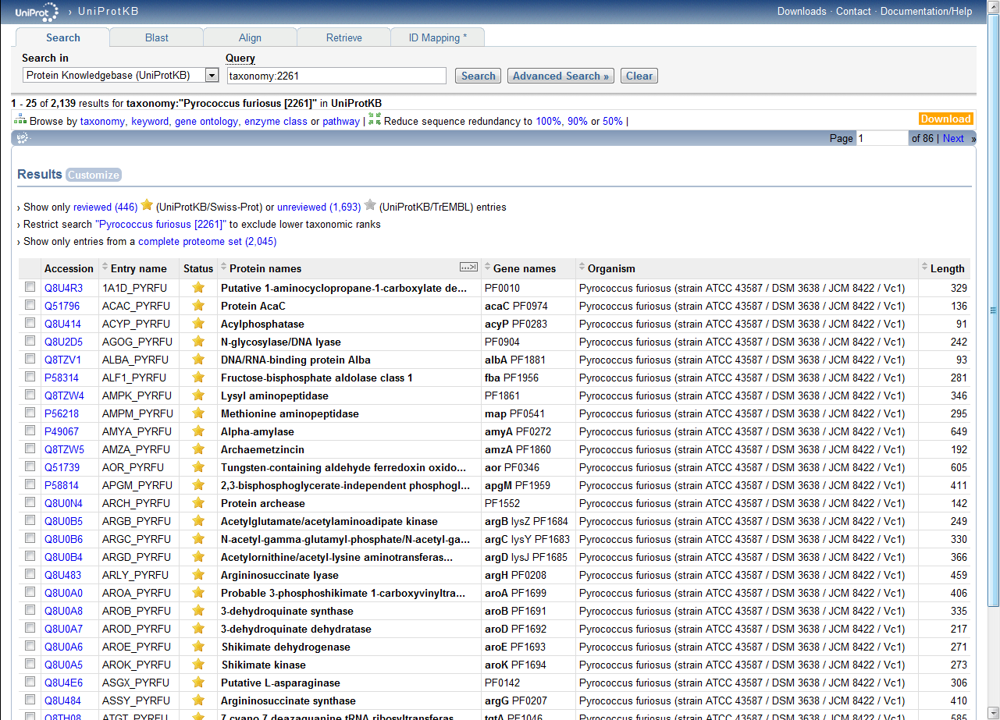 UniProt › UniProtKB Downloads · Contact · Documentation/Help
Search Blast Align Retrieve ID Mapping *
Search in Query
Protein Knowledgebase (UniProtKB) taxonomy:2261 Search Advanced Search » Clear
1 - 25 of 2,139 results for taxonomy:"Pyrococcus furiosus [2261]" in UniProtKB
Browse by taxonomy, keyword, gene ontology, enzyme class or pathway | Reduce sequence redundancy to 100%, 90% or 50% | Download
UP Page 1 of 86 | Next »
Results Customize
› Show only reviewed (446) (UniProtKB/Swiss-Prot) or unreviewed (1,693) (UniProtKB/TrEMBL) entries
› Restrict search "Pyrococcus furiosus [2261]" to exclude lower taxonomic ranks
› Show only entries from a complete proteome set (2,045)
Accession Entry name Status Protein names Gene names Organism Length
Q8U4R3 1A1D_PYRFU Putative 1-aminocyclopropane-1-carboxylate de... PF0010 Pyrococcus furiosus (strain ATCC 43587 / DSM 3638 / JCM 8422 / Vc1) 329
Q51796 ACAC_PYRFU Protein AcaC acaC PF0974 Pyrococcus furiosus (strain ATCC 43587 / DSM 3638 / JCM 8422 / Vc1) 136
Q8U414 ACYP_PYRFU Acylphosphatase acyP PF0283 Pyrococcus furiosus (strain ATCC 43587 / DSM 3638 / JCM 8422 / Vc1) 91
Q8U2D5 AGOG_PYRFU N-glycosylase/DNA lyase PF0904 Pyrococcus furiosus (strain ATCC 43587 / DSM 3638 / JCM 8422 / Vc1) 242
Q8TZV1 ALBA_PYRFU DNA/RNA-binding protein Alba albA PF1881 Pyrococcus furiosus (strain ATCC 43587 / DSM 3638 / JCM 8422 / Vc1) 93
P58314 ALF1_PYRFU Fructose-bisphosphate aldolase class 1 fba PF1956 Pyrococcus furiosus (strain ATCC 43587 / DSM 3638 / JCM 8422 / Vc1) 281
Q8TZW4 AMPK_PYRFU Lysyl aminopeptidase PF1861 Pyrococcus furiosus (strain ATCC 43587 / DSM 3638 / JCM 8422 / Vc1) 346
P56218 AMPM_PYRFU Methionine aminopeptidase map PF0541 Pyrococcus furiosus (strain ATCC 43587 / DSM 3638 / JCM 8422 / Vc1) 295
P49067 AMYA_PYRFU Alpha-amylase amyA PF0272 Pyrococcus furiosus (strain ATCC 43587 / DSM 3638 / JCM 8422 / Vc1) 649
Q8TZW5 AMZA_PYRFU Archaemetzincin amzA PF1860 Pyrococcus furiosus (strain ATCC 43587 / DSM 3638 / JCM 8422 / Vc1) 192
Q51739 AOR_PYRFU Tungsten-containing aldehyde ferredoxin oxido... aor PF0346 Pyrococcus furiosus (strain ATCC 43587 / DSM 3638 / JCM 8422 / Vc1) 605
P58814 APGM_PYRFU 2,3-bisphosphoglycerate-independent phosphogl... apgM PF1959 Pyrococcus furiosus (strain ATCC 43587 / DSM 3638 / JCM 8422 / Vc1) 411
Q8U0N4 ARCH_PYRFU Protein archease PF1552 Pyrococcus furiosus (strain ATCC 43587 / DSM 3638 / JCM 8422 / Vc1) 142
Q8U0B5 ARGB_PYRFU Acetylglutamate/acetylaminoadipate kinase argB lysZ PF1684 Pyrococcus furiosus (strain ATCC 43587 / DSM 3638 / JCM 8422 / Vc1) 249
Q8U0B6 ARGC_PYRFU N-acetyl-gamma-glutamyl-phosphate/N-acetyl-ga... argC lysY PF1683 Pyrococcus furiosus (strain ATCC 43587 / DSM 3638 / JCM 8422 / Vc1) 330
Q8U0B4 ARGD_PYRFU Acetylornithine/acetyl-lysine aminotransferas... argD lysJ PF1685 Pyrococcus furiosus (strain ATCC 43587 / DSM 3638 / JCM 8422 / Vc1) 366
Q8U483 ARLY_PYRFU Argininosuccinate lyase argH PF0208 Pyrococcus furiosus (strain ATCC 43587 / DSM 3638 / JCM 8422 / Vc1) 459
Q8U0A0 AROA_PYRFU Probable 3-phosphoshikimate 1-carboxyvinyltra... aroA PF1699 Pyrococcus furiosus (strain ATCC 43587 / DSM 3638 / JCM 8422 / Vc1) 406
Q8U0A8 AROB_PYRFU 3-dehydroquinate synthase aroB PF1691 Pyrococcus furiosus (strain ATCC 43587 / DSM 3638 / JCM 8422 / Vc1) 335
Q8U0A7 AROD_PYRFU 3-dehydroquinate dehydratase aroD PF1692 Pyrococcus furiosus (strain ATCC 43587 / DSM 3638 / JCM 8422 / Vc1) 217
Q8U0A6 AROE_PYRFU Shikimate dehydrogenase aroE PF1693 Pyrococcus furiosus (strain ATCC 43587 / DSM 3638 / JCM 8422 / Vc1) 271
Q8U0A5 AROK_PYRFU Shikimate kinase aroK PF1694 Pyrococcus furiosus (strain ATCC 43587 / DSM 3638 / JCM 8422 / Vc1) 273
Q8U4E6 ASGX_PYRFU Putative L-asparaginase PF0142 Pyrococcus furiosus (strain ATCC 43587 / DSM 3638 / JCM 8422 / Vc1) 306
Q8U484 ASSY_PYRFU Argininosuccinate synthase argG PF0207 Pyrococcus furiosus (strain ATCC 43587 / DSM 3638 / JCM 8422 / Vc1) 410
Q8TH08 ATGT_PYRFU 7-cyano-7-deazaguanine tRNA-ribosyltransferas... tgtA PF1046 Pyrococcus furiosus (strain ATCC 43587 / DSM 3638 / JCM 8422 / Vc1) 585